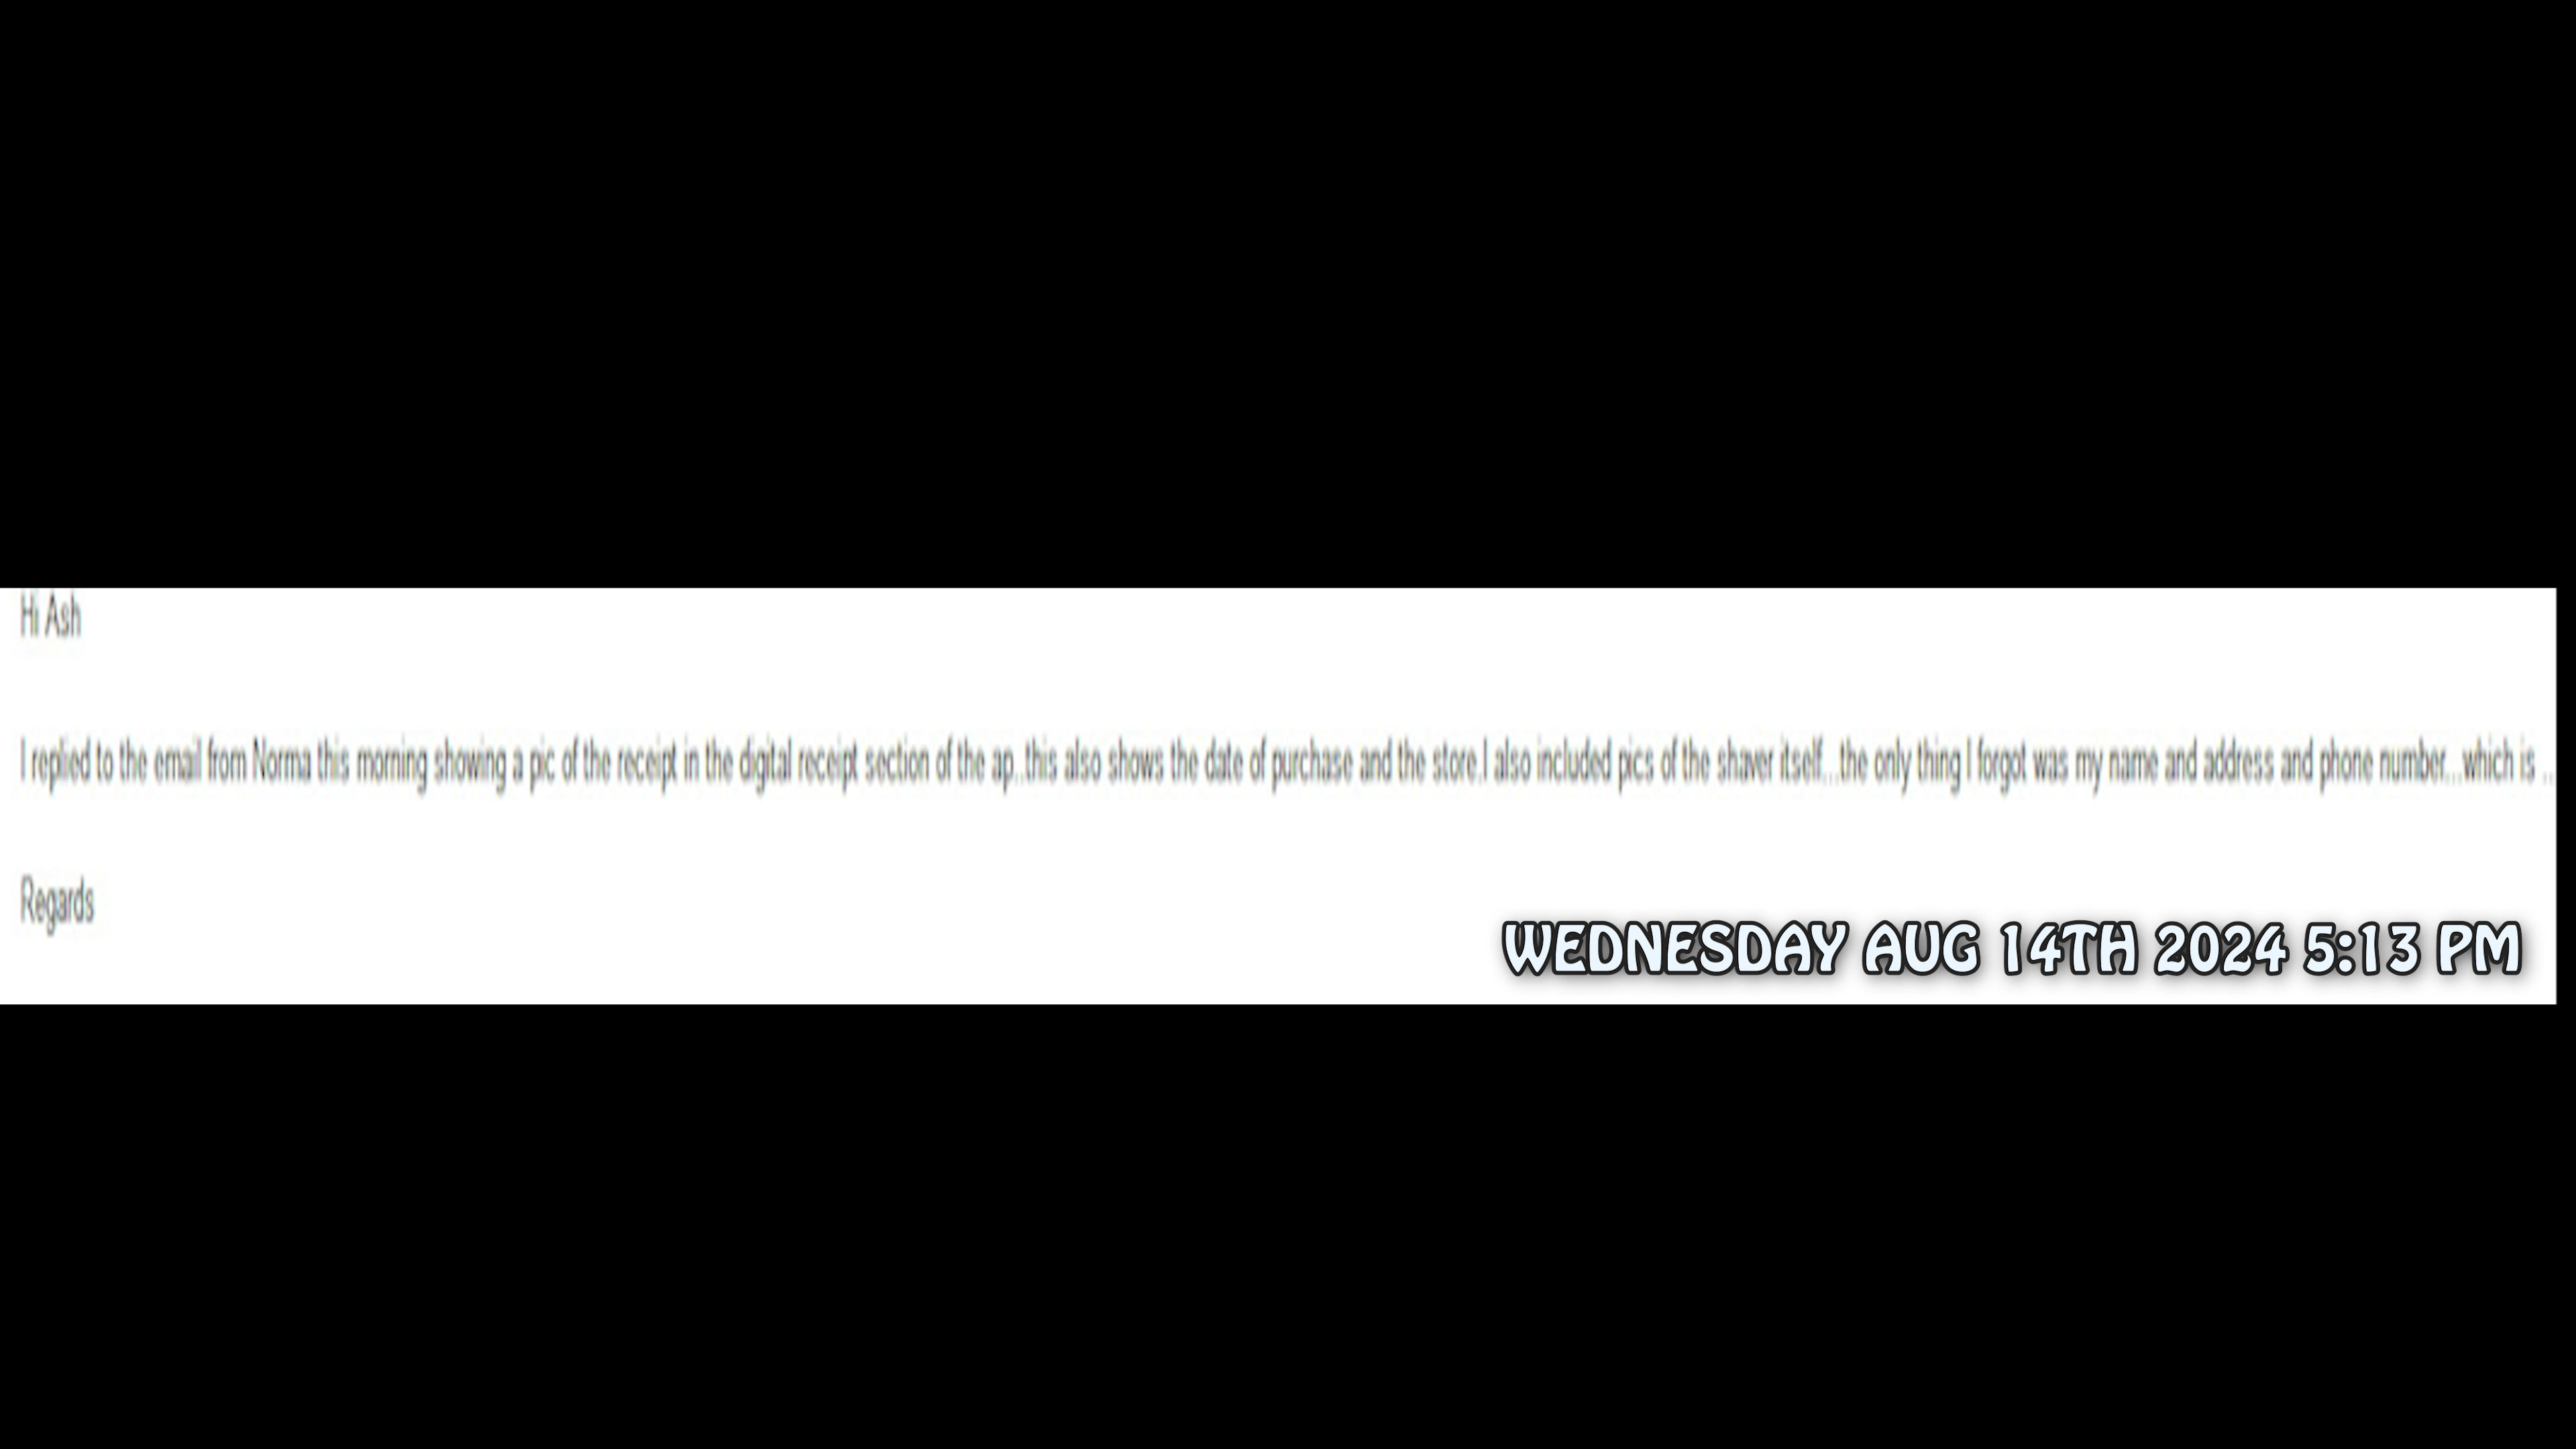 Hi Ash
I replied to the email from Norma this morning showing a pic of the receipt in the digital receipt section of the ap..this also shows the date of purchase and the store.I also included pics of the shaver itself...the only thing I forgot was my name and address and phone number...which is ..
Regards
WEDNESDAY AUG 14TH 2024 5:13 PM